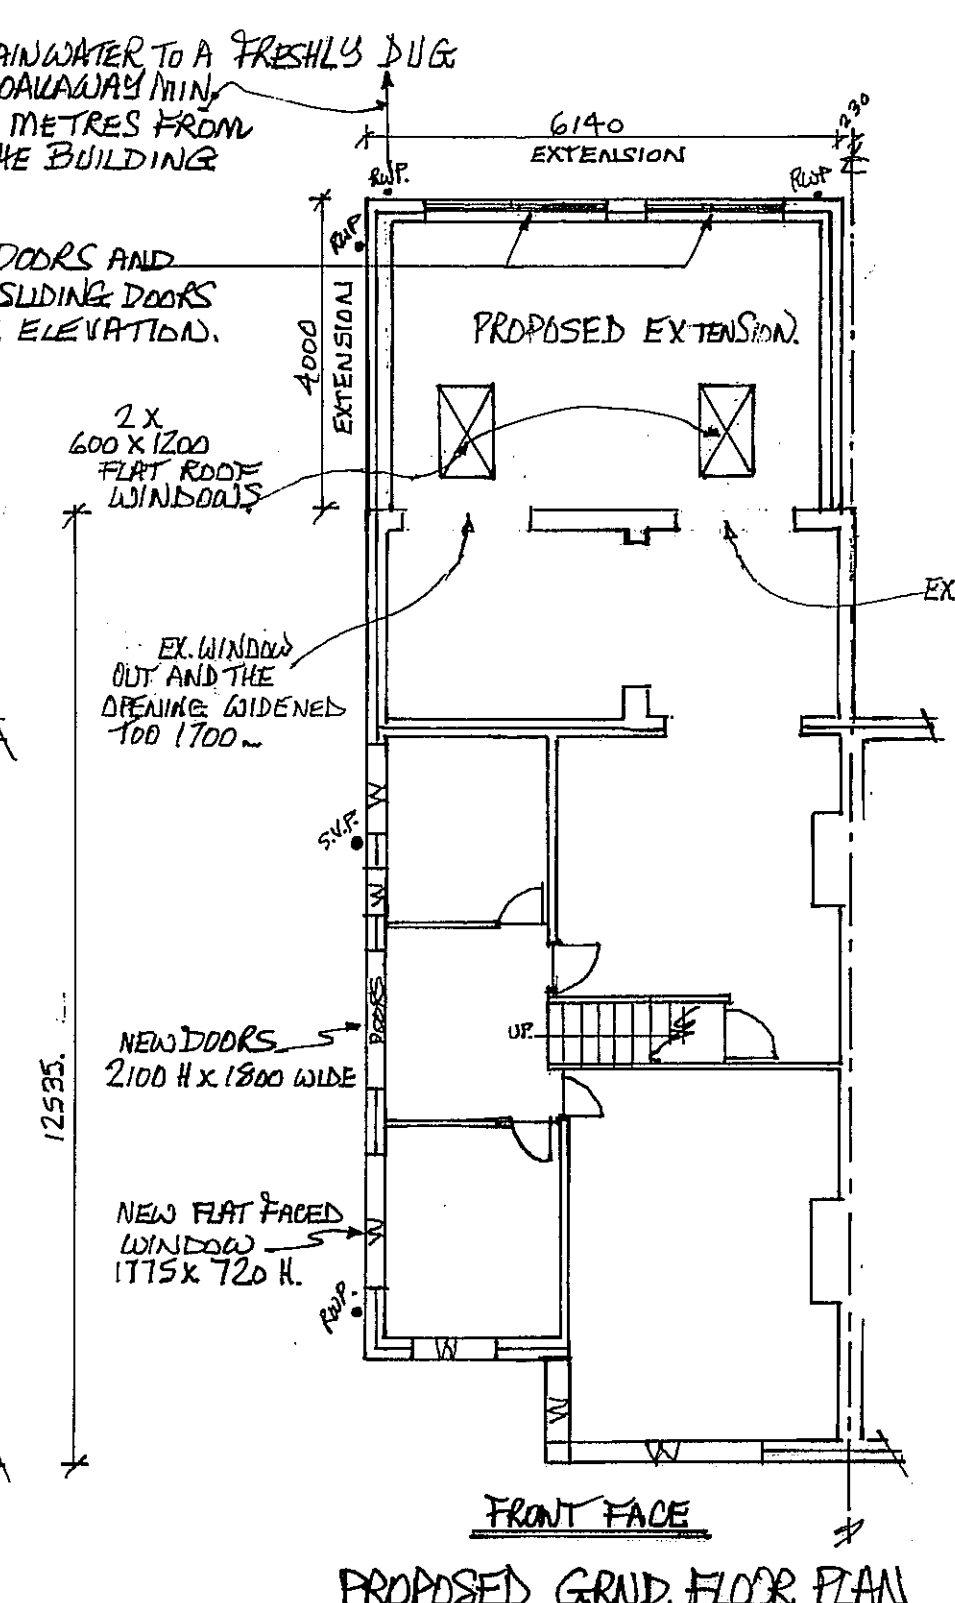 AINWATER TO A FRESHLY DUG
OAKAWAY MIN.
METRES FROM
HE BUILDING
6140
EXTENSION
230
RWP.
RWP
RWP
DOORS AND
SLIDING DOORS
ELEVATION.
4000
EXTENSION
PROPOSED EXTENSION.
2 X
600 X 1200
FLAT ROOF
WINDOWS
EX
EX. WINDOW
OUT AND THE
OPENING WIDENED
TOO 1700
W
S.V.P.
W
DOORS
NEW DOORS
2100 H X 1800 WIDE
UP.
12535.
NEW FLAT FACED
WINDOW
1775 X 720 H.
W
RWP.
W
W
W
FRONT FACE
PROPOSED GRND. FLOOR PLAN